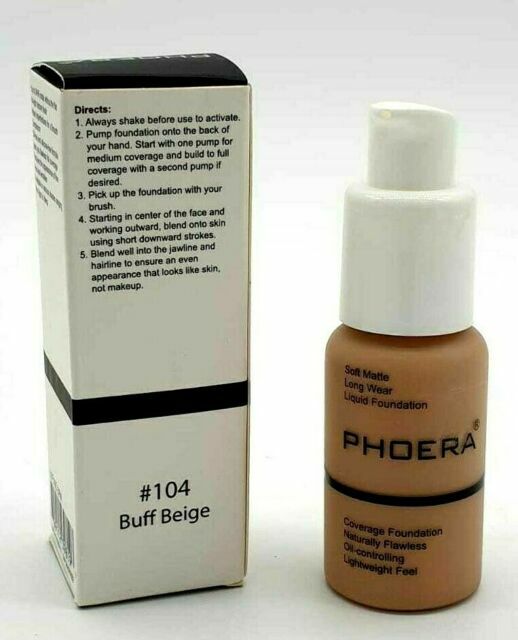 Directs:
1. Always shake before use to activate.
2. Pump foundation onto the back of
your hand. Start with one pump for
medium coverage and build to full
coverage with a second pump if
desired.
3. Pick up the foundation with your
brush.
4. Starting in center of the face and
working outward, blend onto skin
using short downward strokes.
5. Blend well into the jawline and
hairline to ensure an even
appearance that looks like skin,
not makeup.
#104
Buff Beige
Soft Matte
Long Wear
Liquid Foundation
PHOERA®
Coverage Foundation
Naturally Flawless
Oil-controlling
Lightweight Feel